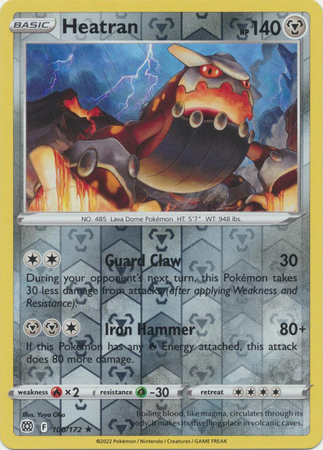 BASIC
Heatran
HP 140
NO. 485 Lava Dome Pokémon HT: 5'7" WT: 948 lbs.
Guard Claw 30
During your opponent's next turn, this Pokémon takes
30 less damage from attacks (after applying Weakness and
Resistance).
Iron Hammer 80+
If this Pokémon has any Energy attached, this attack
does 80 more damage.
weakness ×2 resistance -30 retreat
Illus. Yuya Oka
F 109/172 ★
Boiling blood, like magma, circulates through its
body. It makes its dwelling place in volcanic caves.
©2022 Pokémon / Nintendo / Creatures / GAME FREAK